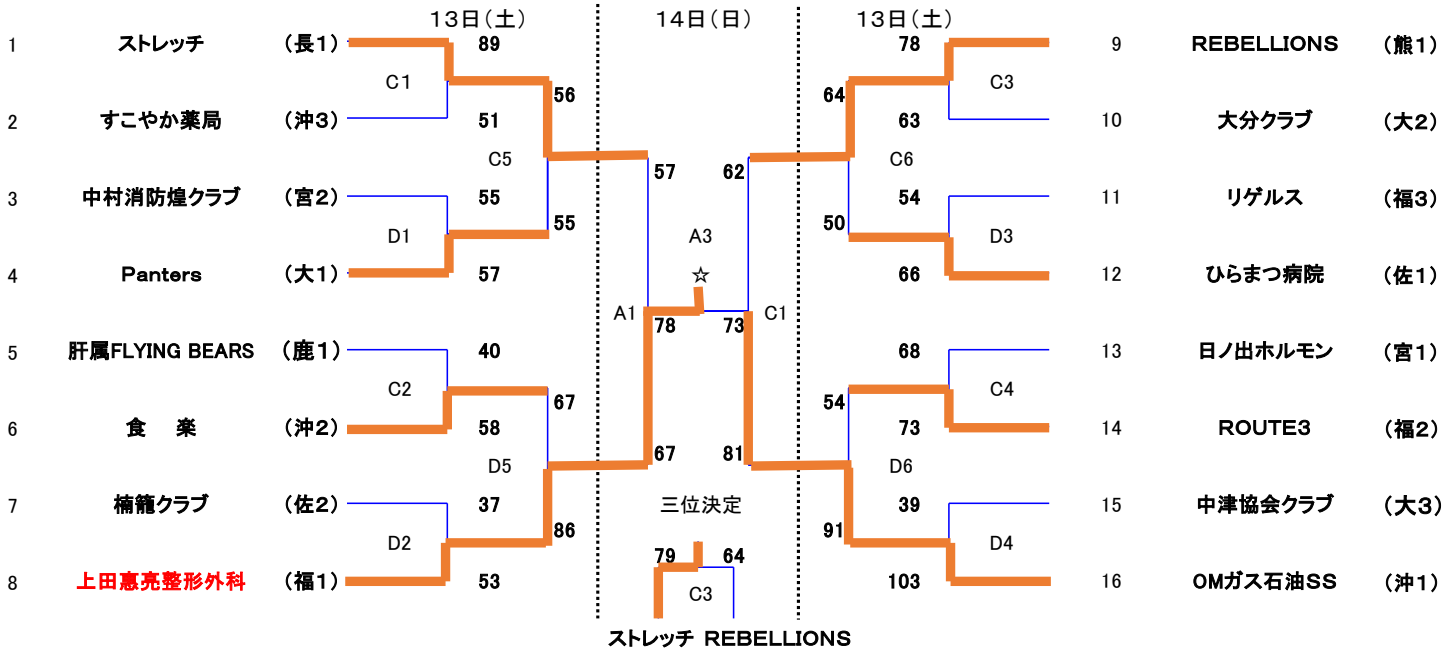 13日(土) 14日(日) 13日(土)
1 ストレッチ (長1) 89 78 9 REBELLIONS (熊1)
C1 C3
56 64
2 すこやか薬局 (沖3) 51 63 10 大分クラブ (大2)
C5 C6
57 62
3 中村消防煌クラブ (宮2) 55 54 11 リゲルス (福3)
55 50
D1 A3 D3
4 Panters (大1) 57 ☆ 66 12 ひらまつ病院 (佐1)
A1 C1
78 73
5 肝属FLYING BEARS (鹿1) 40 68 13 日ノ出ホルモン (宮1)
C2 C4
67 54
6 食 楽 (沖2) 58 73 14 ROUTE3 (福2)
67 81
D5 D6
7 楠籠クラブ (佐2) 37 三位決定 39 15 中津協会クラブ (大3)
86 91
D2 D4
79 64
8 上田恵亮整形外科 (福1) 53 103 16 OMガス石油SS (沖1)
C3
ストレッチ REBELLIONS